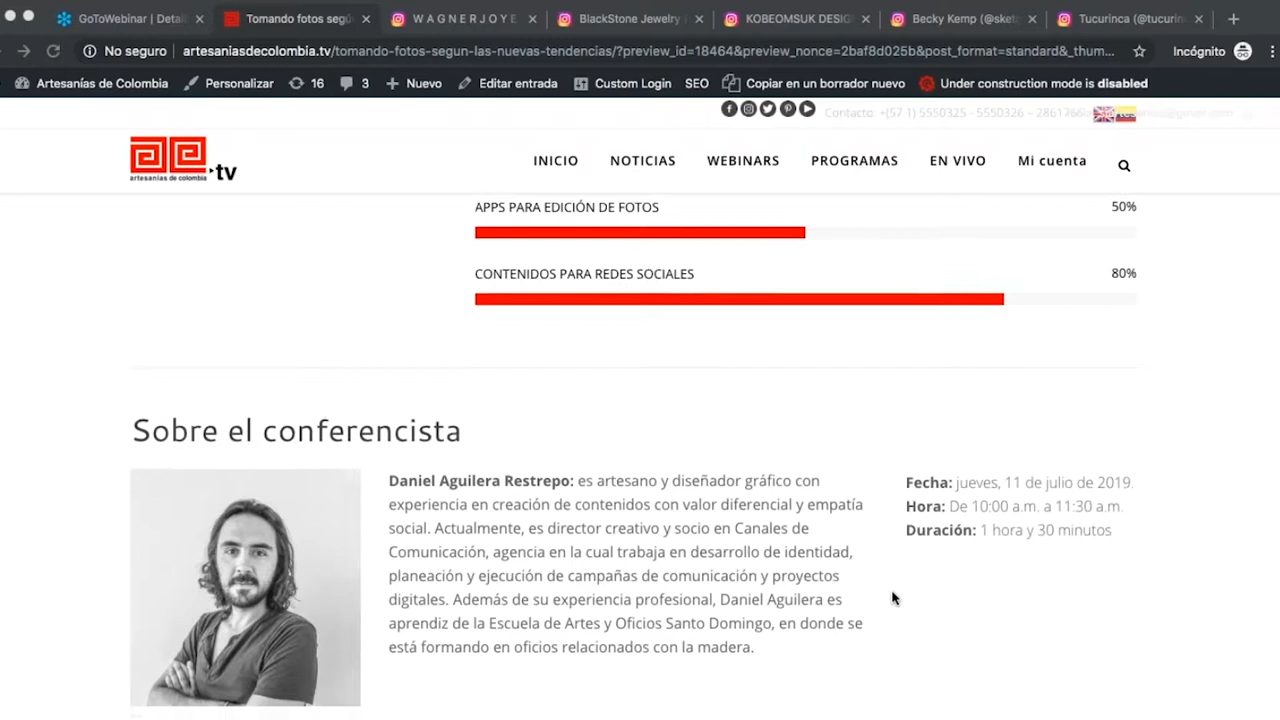 GoToWebinar | Detall
Tomando fotos segú
W A G N E R J O Y E
BlackStone Jewelry
KOBEOMSUK DESIG
Becky Kemp (@sket
Tucurinca (@tucurin
No seguro
artesaniasdecolombia.tv/tomando-fotos-segun-las-nuevas-tendencias/?preview_id=18464&preview_nonce=2baf8d025b&post_format=standard&_thum...
Incógnito
Artesanías de Colombia
Personalizar
16
3
Nuevo
Editar entrada
Custom Login
SEO
Copiar en un borrador nuevo
Under construction mode is disabled
Contacto: +(57 1) 5550325 - 5550326 –
artesanías de colombia
tv
INICIO
NOTICIAS
WEBINARS
PROGRAMAS
EN VIVO
Mi cuenta
APPS PARA EDICIÓN DE FOTOS
50%
CONTENIDOS PARA REDES SOCIALES
80%
Sobre el conferencista
Daniel Aguilera Restrepo: es artesano y diseñador gráfico con
experiencia en creación de contenidos con valor diferencial y empatía
social. Actualmente, es director creativo y socio en Canales de
Comunicación, agencia en la cual trabaja en desarrollo de identidad,
planeación y ejecución de campañas de comunicación y proyectos
digitales. Además de su experiencia profesional, Daniel Aguilera es
aprendiz de la Escuela de Artes y Oficios Santo Domingo, en donde se
está formando en oficios relacionados con la madera.
Fecha: jueves, 11 de julio de 2019.
Hora: De 10:00 a.m. a 11:30 a.m.
Duración: 1 hora y 30 minutos